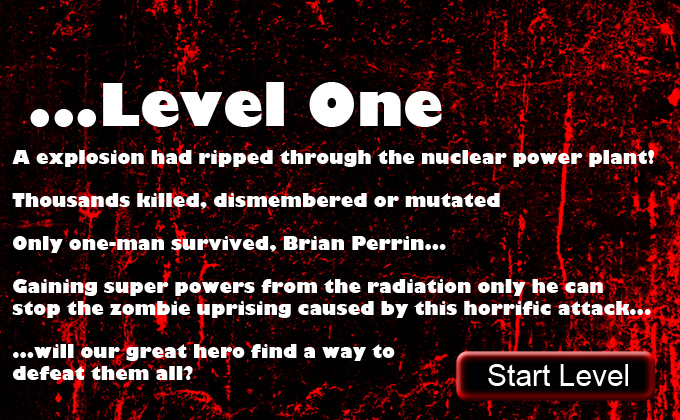 ...Level One
A explosion had ripped through the nuclear power plant!
Thousands killed, dismembered or mutated
Only one-man survived, Brian Perrin...
Gaining super powers from the radiation only he can
stop the zombie uprising caused by this horrific attack...
...will our great hero find a way to
defeat them all?
Start Level